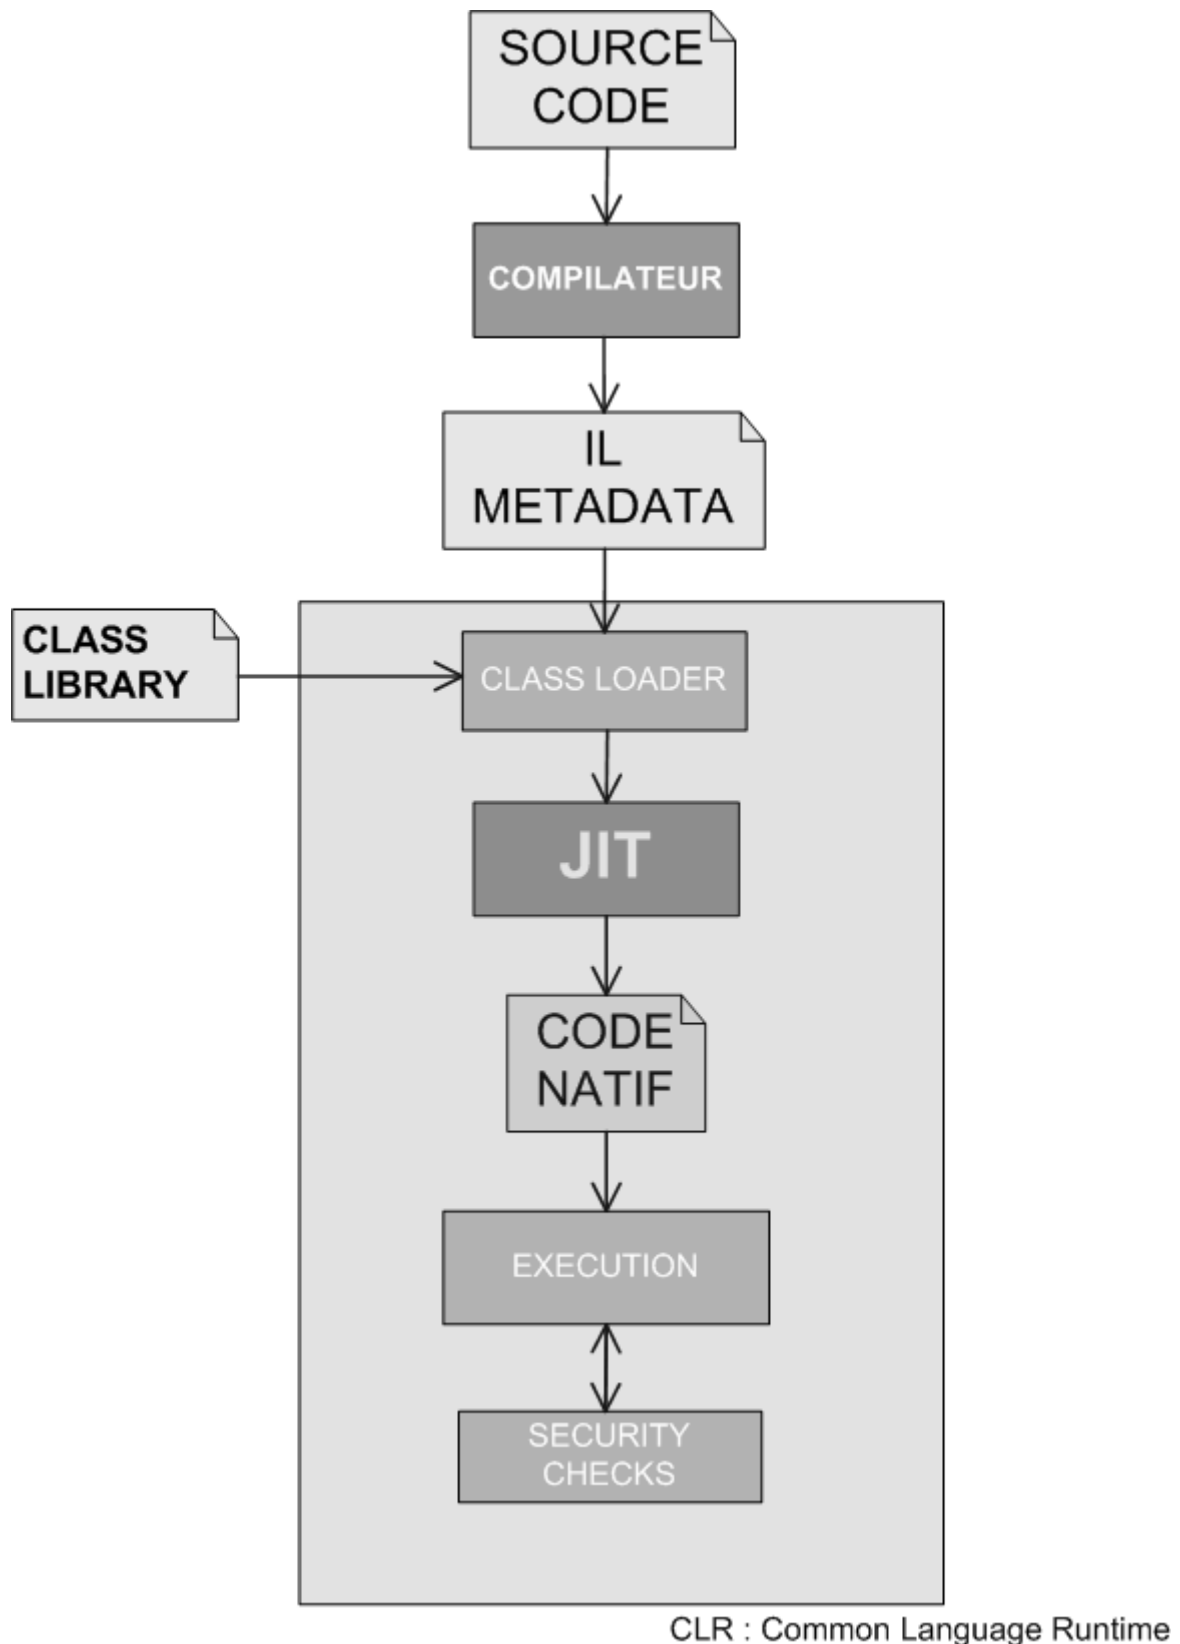 SOURCE
CODE
COMPILATEUR
IL
METADATA
CLASS
LIBRARY
CLASS LOADER
JIT
CODE
NATIF
EXECUTION
SECURITY
CHECKS
CLR : Common Language Runtime